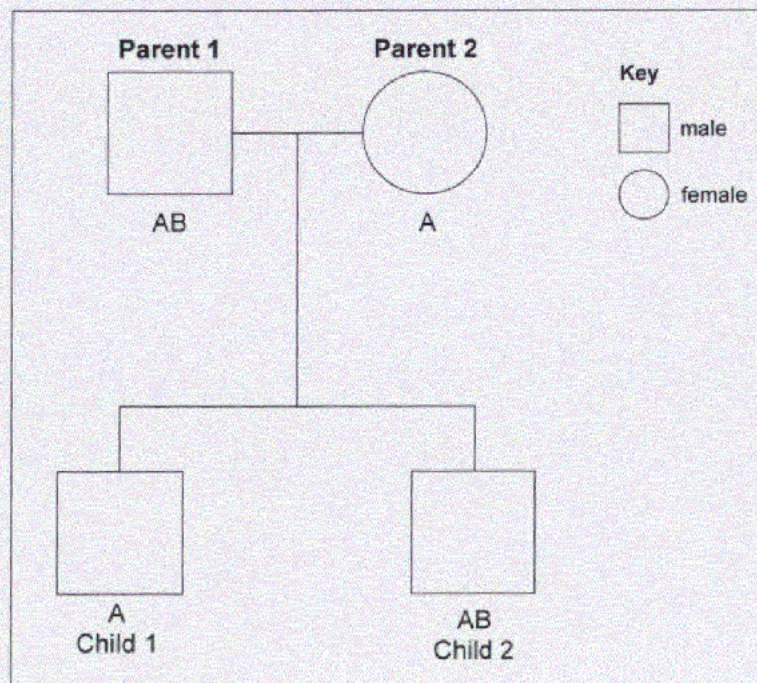 Parent 1
Parent 2
Key
male
female
AB
A
A
Child 1
AB
Child 2